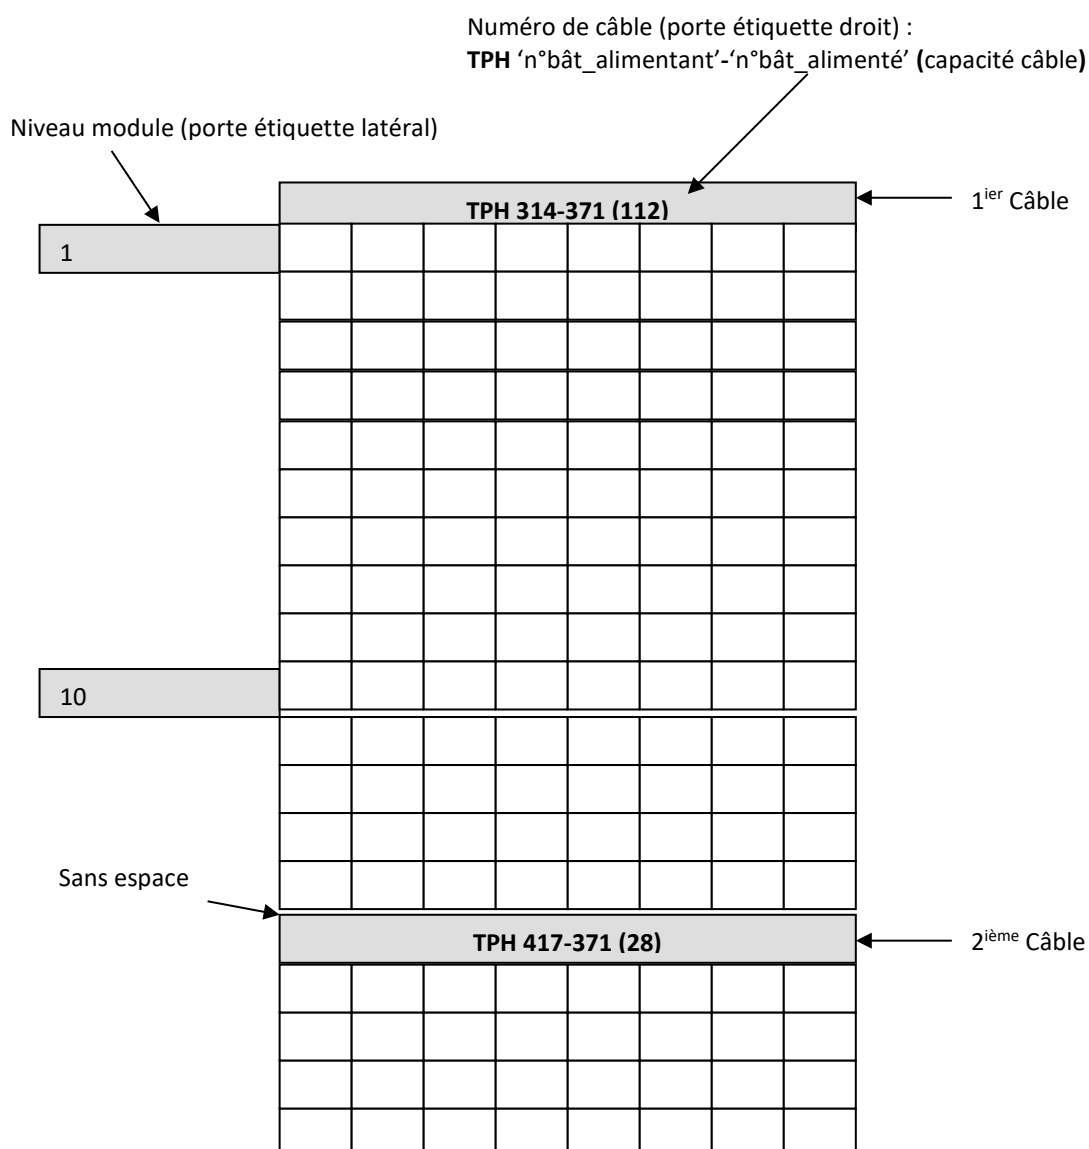 Numéro de câble (porte étiquette droit) :
TPH ‘n°bât_alimentant’-‘n°bât_alimenté’ (capacité câble)
Niveau module (porte étiquette latéral)
TPH 314-371 (112)
1ier Câble
1
10
Sans espace
TPH 417-371 (28)
2ième Câble